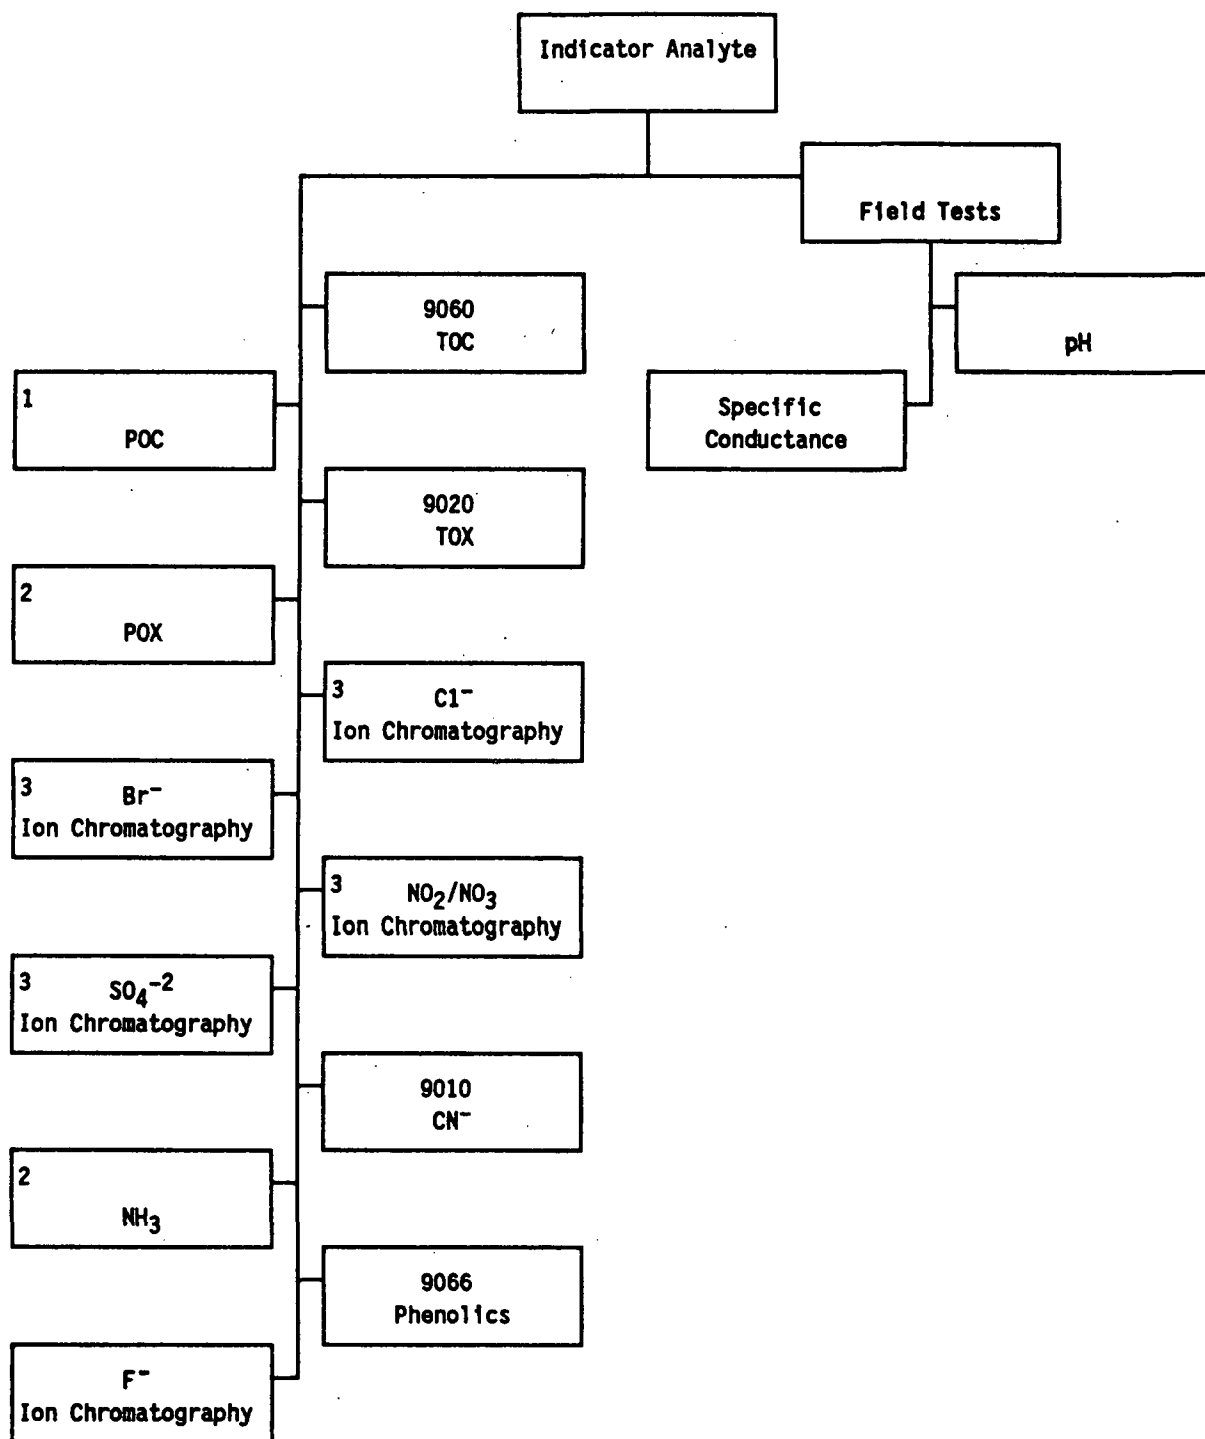 Indicator Analyte
Field Tests
9060
TOC
pH
1
POC
Specific
Conductance
9020
TOX
2
POX
3 Cl⁻
Ion Chromatography
3 Br⁻
Ion Chromatography
3 NO₂/NO₃
Ion Chromatography
3 SO₄⁻²
Ion Chromatography
9010
CN⁻
2
NH₃
9066
Phenolics
F⁻
Ion Chromatography